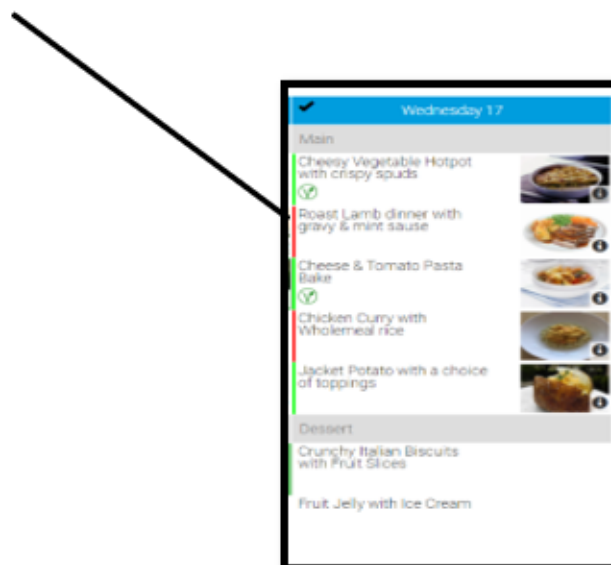 Wednesday 17
Main
Cheesy Vegetable Hotpot
with crispy spuds
Roast Lamb dinner with
gravy & mint sause
Cheese & Tomato Pasta
Bake
Chicken Curry with
Wholemeal rice
Jacket Potato with a choice
of toppings
Dessert
Crunchy Italian Biscuits
with Fruit Slices
Fruit Jelly with Ice Cream